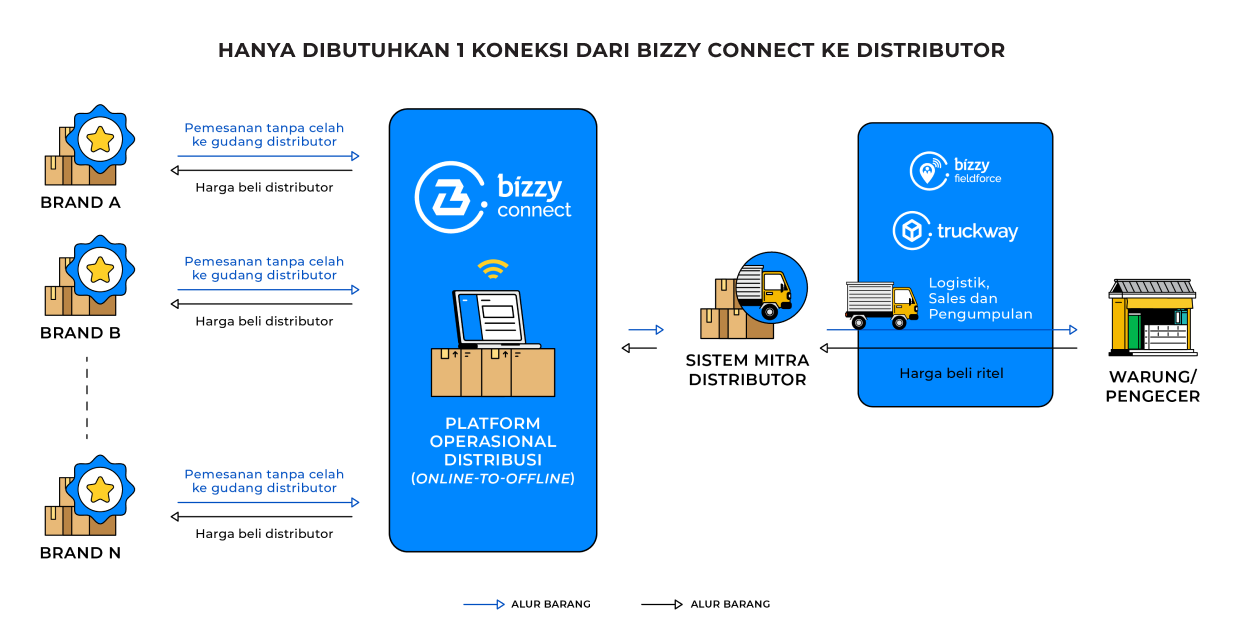 HANYA DIBUTUHKAN 1 KONEKSI DARI BIZZY CONNECT KE DISTRIBUTOR
Pemesanan tanpa celah
ke gudang distributor
Harga beli distributor
BRAND A
Pemesanan tanpa celah
ke gudang distributor
Harga beli distributor
BRAND B
Pemesanan tanpa celah
ke gudang distributor
Harga beli distributor
BRAND N
bizzy
connect
PLATFORM
OPERASIONAL
DISTRIBUSI
(ONLINE-TO-OFFLINE)
SISTEM MITRA
DISTRIBUTOR
bizzy
fieldforce
truckway
Logistik,
Sales dan
Pengumpulan
Harga beli ritel
WARUNG/
PENGECER
ALUR BARANG
ALUR BARANG